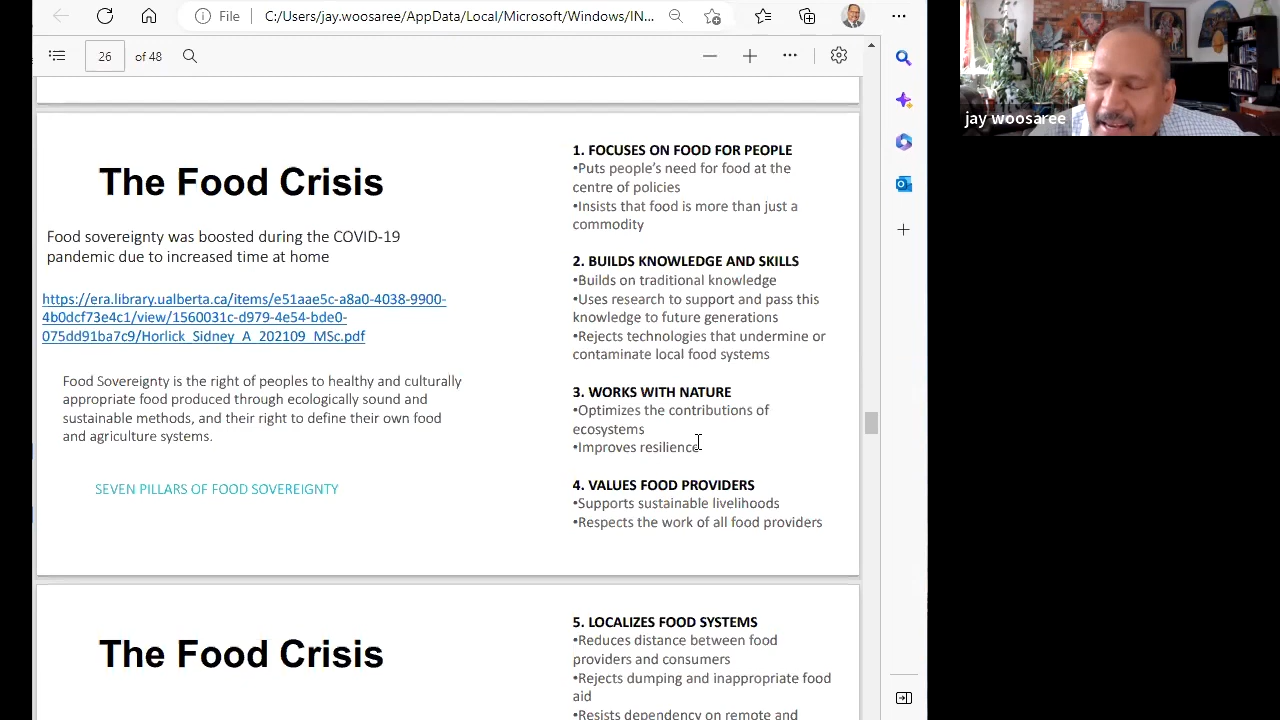 File
C:/Users/jay.woosaree/AppData/Local/Microsoft/Windows/IN...
26 of 48
The Food Crisis
Food sovereignty was boosted during the COVID-19
pandemic due to increased time at home
https://era.library.ualberta.ca/items/e51aae5c-a8a0-4038-9900-
4b0dcf73e4c1/view/1560031c-d979-4e54-bde0-
075dd91ba7c9/Horlick_Sidney_A_202109_MSc.pdf
Food Sovereignty is the right of peoples to healthy and culturally
appropriate food produced through ecologically sound and
sustainable methods, and their right to define their own food
and agriculture systems.
SEVEN PILLARS OF FOOD SOVEREIGNTY
1. FOCUSES ON FOOD FOR PEOPLE
•Puts people's need for food at the
centre of policies
•Insists that food is more than just a
commodity
2. BUILDS KNOWLEDGE AND SKILLS
•Builds on traditional knowledge
•Uses research to support and pass this
knowledge to future generations
•Rejects technologies that undermine or
contaminate local food systems
3. WORKS WITH NATURE
•Optimizes the contributions of
ecosystems
•Improves resilience
4. VALUES FOOD PROVIDERS
•Supports sustainable livelihoods
•Respects the work of all food providers
The Food Crisis
5. LOCALIZES FOOD SYSTEMS
•Reduces distance between food
providers and consumers
•Rejects dumping and inappropriate food
aid
•Resists dependency on remote and
jay woosaree